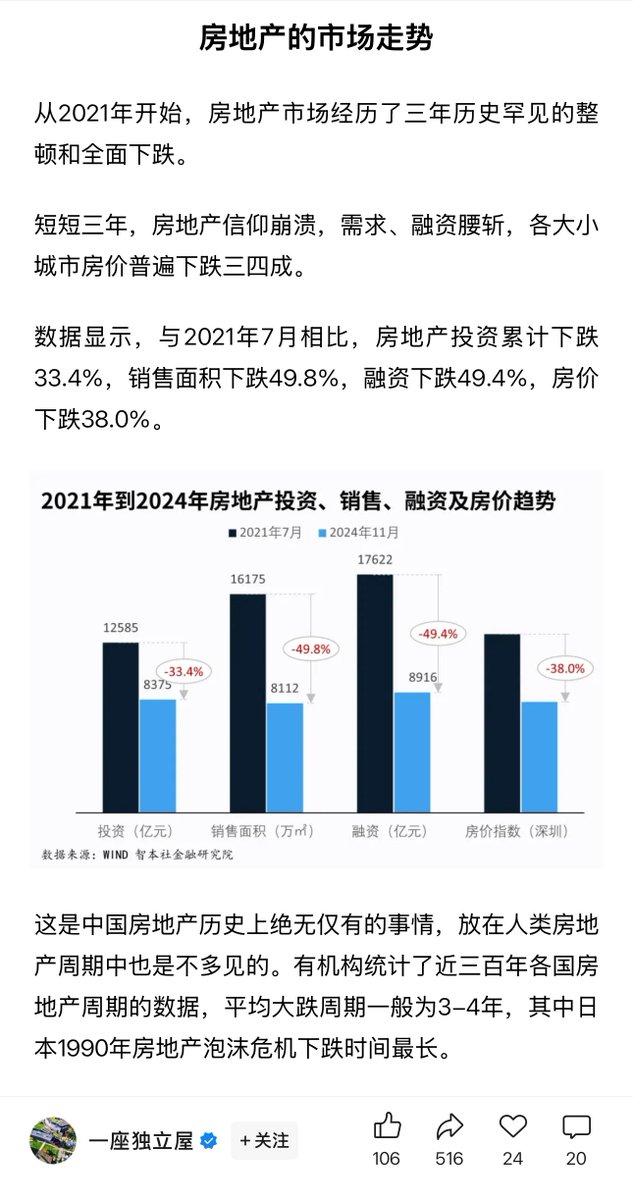 房地产的市场走势
从2021年开始，房地产市场经历了三年历史罕见的整
顿和全面下跌。
短短三年，房地产信仰崩溃，需求、融资腰斩，各大小
城市房价普遍下跌三四成。
数据显示，与2021年7月相比，房地产投资累计下跌
33.4%，销售面积下跌49.8%，融资下跌49.4%，房价
下跌38.0%。
2021年到2024年房地产投资、销售、融资及房价趋势
2021年7月 2024年11月
17622
16175
12585
-49.4%
-49.8%
-38.0%
-33.4%
8916
8375
8112
投资（亿元） 销售面积（万㎡） 融资（亿元） 房价指数（深圳）
数据来源：WIND 智本社金融研究院
这是中国房地产历史上绝无仅有的事情，放在人类房地
产周期中也是不多见的。有机构统计了近三百年各国房
地产周期的数据，平均大跌周期一般为3–4年，其中日
本1990年房地产泡沫危机下跌时间最长。
一座独立屋 +关注
106 516 24 20